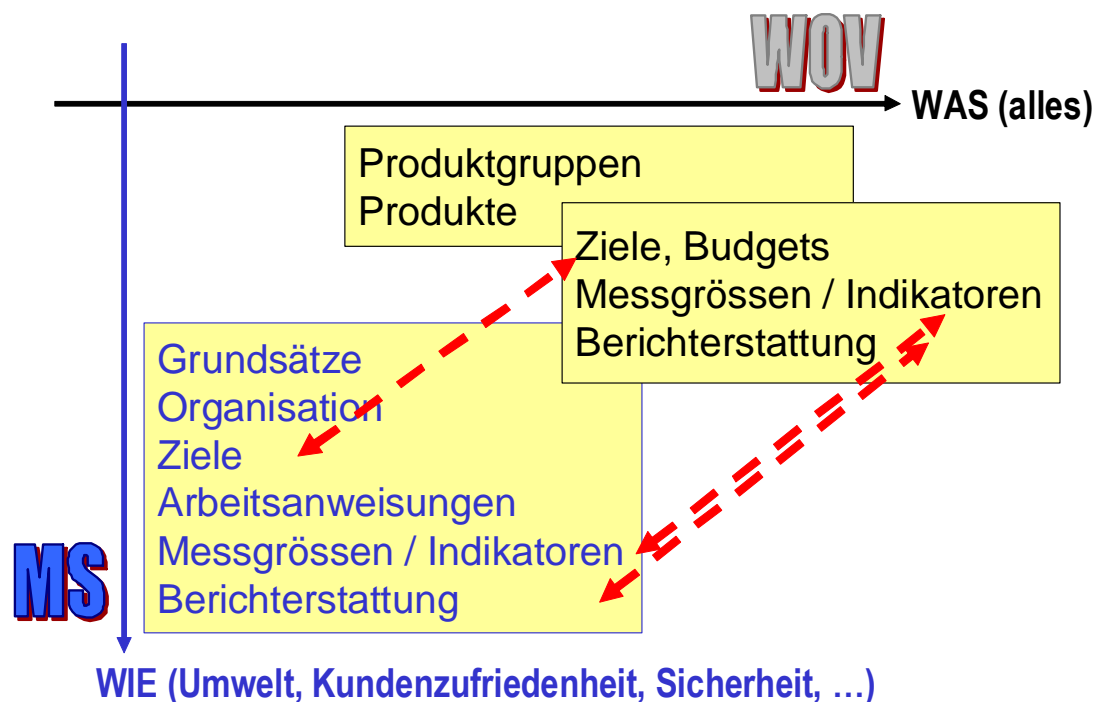 WOV
WAS (alles)
Produktgruppen
Produkte
Ziele, Budgets
Messgrössen / Indikatoren
Berichterstattung
Grundsätze
Organisation
Ziele
Arbeitsanweisungen
Messgrössen / Indikatoren
Berichterstattung
MS
WIE (Umwelt, Kundenzufriedenheit, Sicherheit, …)